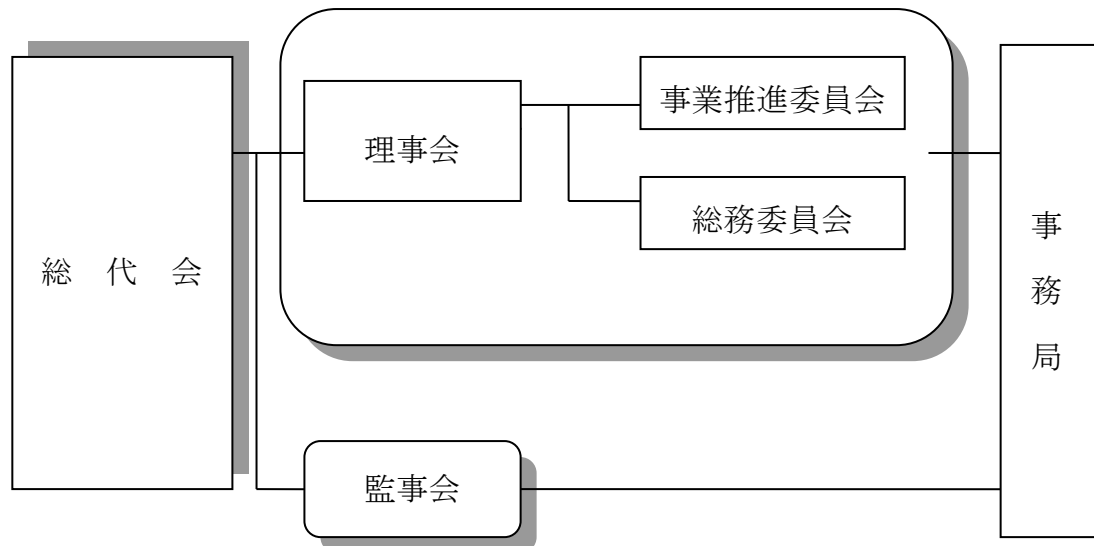 総 代 会
理事会
事業推進委員会
総務委員会
監事会
事務局